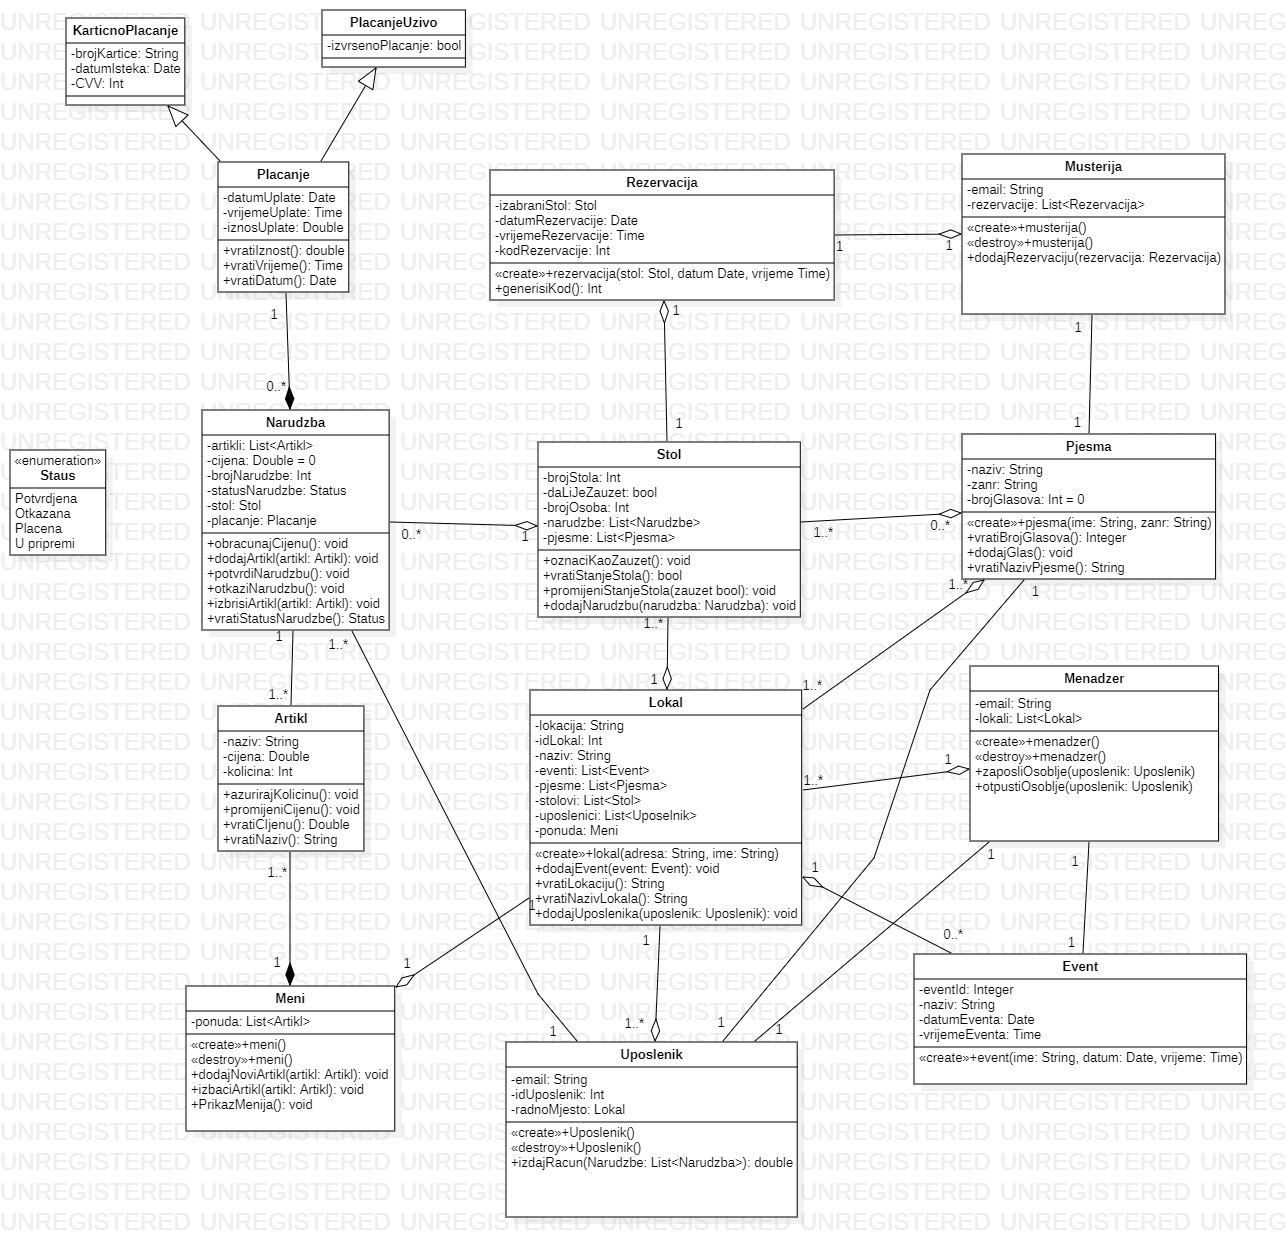 KarticnoPlacanje
-brojKartice: String
-datumIsteka: Date
-CVV: Int
PlacanjeUzivo
-izvrsenoPlacanje: bool
Placanje
-datumUplate: Date
-vrijemeUplate: Time
-iznosUplate: Double
+vratiIznost(): double
+vratiVrijeme(): Time
+vratiDatum(): Date
1
0..*
Rezervacija
-izabraniStol: Stol
-datumRezervacije: Date
-vrijemeRezervacije: Time
-kodRezervacije: Int
«create»+rezervacija(stol: Stol, datum Date, vrijeme Time)
+generisiKod(): Int
1
1
Musterija
-email: String
-rezervacije: List<Rezervacija>
«create»+musterija()
«destroy»+musterija()
+dodajRezervaciju(rezervacija: Rezervacija)
1
1
1
1
«enumeration»
Staus
Potvrdjena
Otkazana
Placena
U pripremi
Narudzba
-artikli: List<Artikl>
-cijena: Double = 0
-brojNarudzbe: Int
-statusNarudzbe: Status
-stol: Stol
-placanje: Placanje
+obracunajCijenu(): void
+dodajArtikl(artikl: Artikl): void
+potvrdiNarudzbu(): void
+otkaziNarudzbu(): void
+izbrisiArtikl(artikl: Artikl): void
+vratiStatusNarudzbe(): Status
0..*
1
Stol
-brojStola: Int
-daLiJeZauzet: bool
-brojOsoba: Int
-narudzbe: List<Narudzbe>
-pjesme: List<Pjesma>
+oznaciKaoZauzet(): void
+vratiStanjeStola(): bool
+promijeniStanjeStola(zauzet bool): void
+dodajNarudzbu(narudzba: Narudzba): void
1..*
0..*
Pjesma
-naziv: String
-zanr: String
-brojGlasova: Int = 0
«create»+pjesma(ime: String, zanr: String)
+vratiBrojGlasova(): Integer
+dodajGlas(): void
+vratiNazivPjesme(): String
1..*
1
1
1..*
1..*
1..*
1
1..*
Artikl
-naziv: String
-cijena: Double
-kolicina: Int
+azurirajKolicinu(): void
+promijeniCijenu(): void
+vratiCIjenu(): Double
+vratiNaziv(): String
1..*
1
Lokal
-lokacija: String
-idLokal: Int
-naziv: String
-eventi: List<Event>
-pjesme: List<Pjesma>
-stolovi: List<Stol>
-uposlenici: List<Uposelnik>
-ponuda: Meni
«create»+lokal(adresa: String, ime: String)
+dodajEvent(event: Event): void
+vratiLokaciju(): String
+vratiNazivLokala(): String
+dodajUposlenika(uposlenik: Uposlenik): void
1..*
1
Menadzer
-email: String
-lokali: List<Lokal>
«create»+menadzer()
«destroy»+menadzer()
+zaposliOsoblje(uposlenik: Uposlenik)
+otpustiOsoblje(uposlenik: Uposlenik)
1
1
1
1
1
0..*
1
1
1..*
1
1
1
Meni
-ponuda: List<Artikl>
«create»+meni()
«destroy»+meni()
+dodajNoviArtikl(artikl: Artikl): void
+izbaciArtikl(artikl: Artikl): void
+PrikazMenija(): void
Uposlenik
-email: String
-idUposlenik: Int
-radnoMjesto: Lokal
«create»+Uposlenik()
«destroy»+Uposlenik()
+izdajRacun(Narudzbe: List<Narudzba>): double
Event
-eventId: Integer
-naziv: String
-datumEventa: Date
-vrijemeEventa: Time
«create»+event(ime: String, datum: Date, vrijeme: Time)
UNREGISTERED